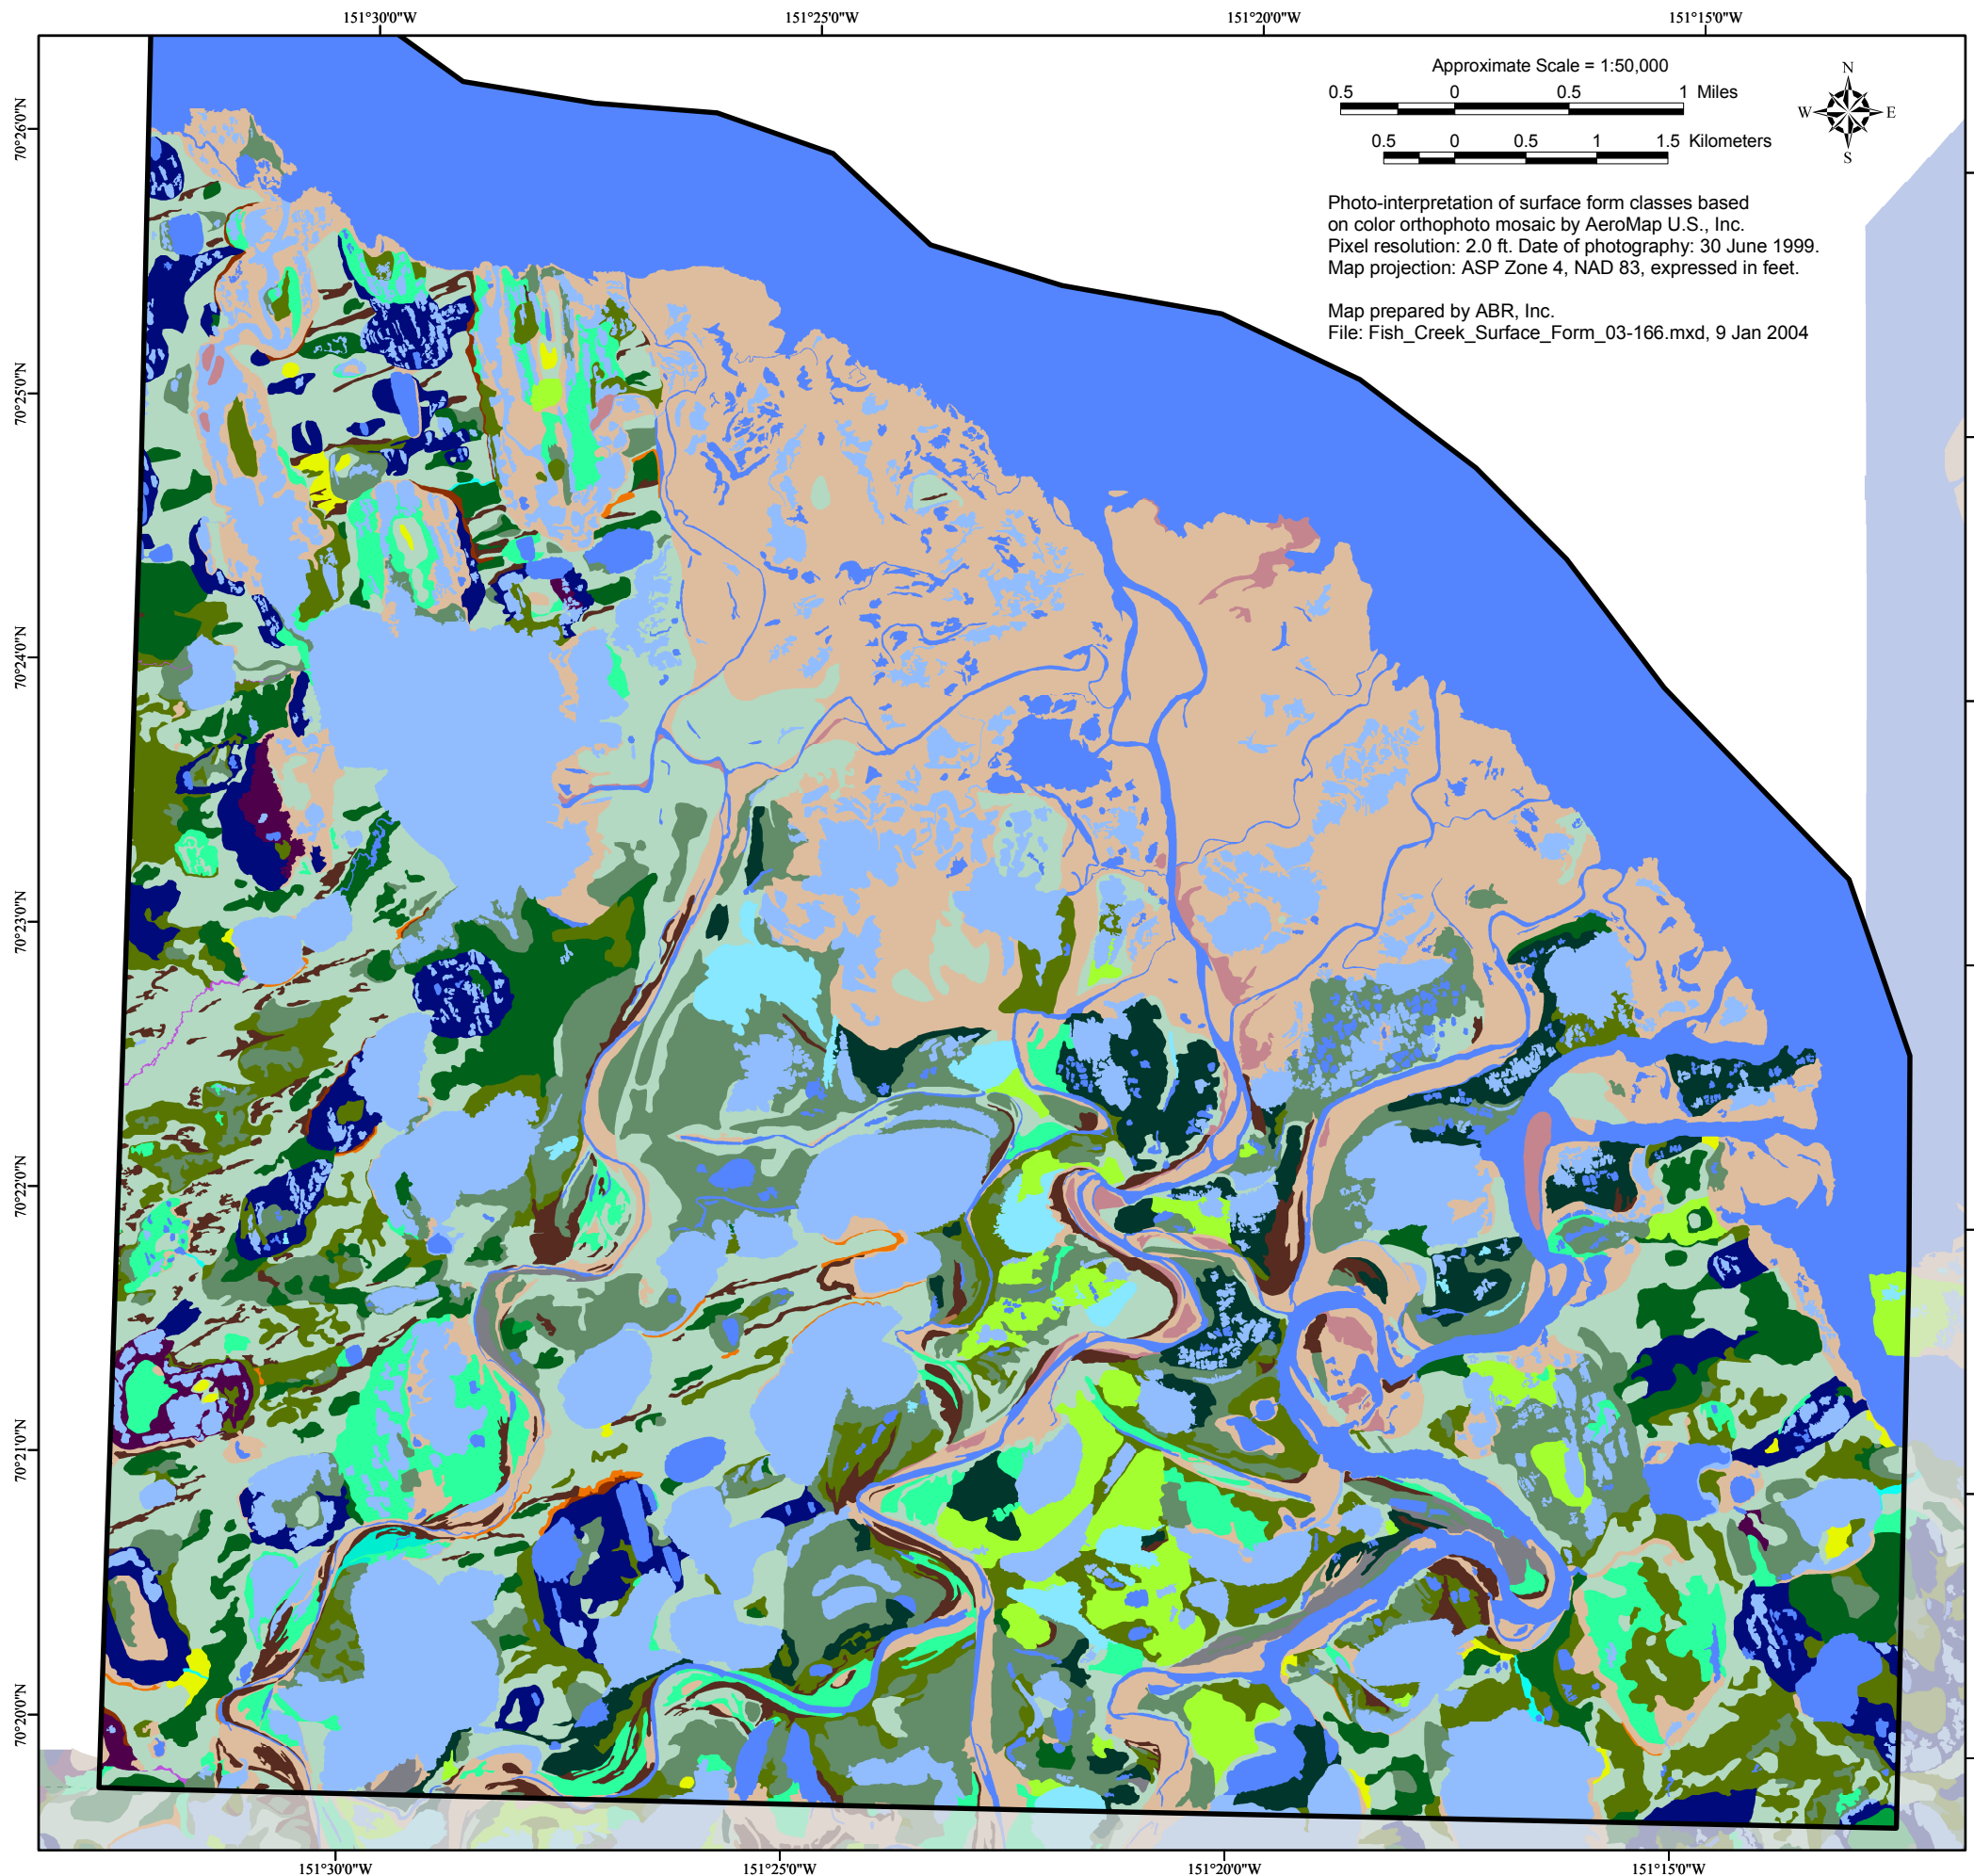 151°30'0"W 151°25'0"W 151°20'0"W 151°15'0"W
Approximate Scale = 1:50,000
0.5 0 0.5 1 Miles
0.5 0 0.5 1 1.5 Kilometers
N
W E
S
Photo-interpretation of surface form classes based
on color orthophoto mosaic by AeroMap U.S., Inc.
Pixel resolution: 2.0 ft. Date of photography: 30 June 1999.
Map projection: ASP Zone 4, NAD 83, expressed in feet.
Map prepared by ABR, Inc.
File: Fish_Creek_Surface_Form_03-166.mxd, 9 Jan 2004
70°26'0"N
70°25'0"N
70°24'0"N
70°23'0"N
70°22'0"N
70°21'0"N
70°20'0"N
151°30'0"W 151°25'0"W 151°20'0"W 151°15'0"W